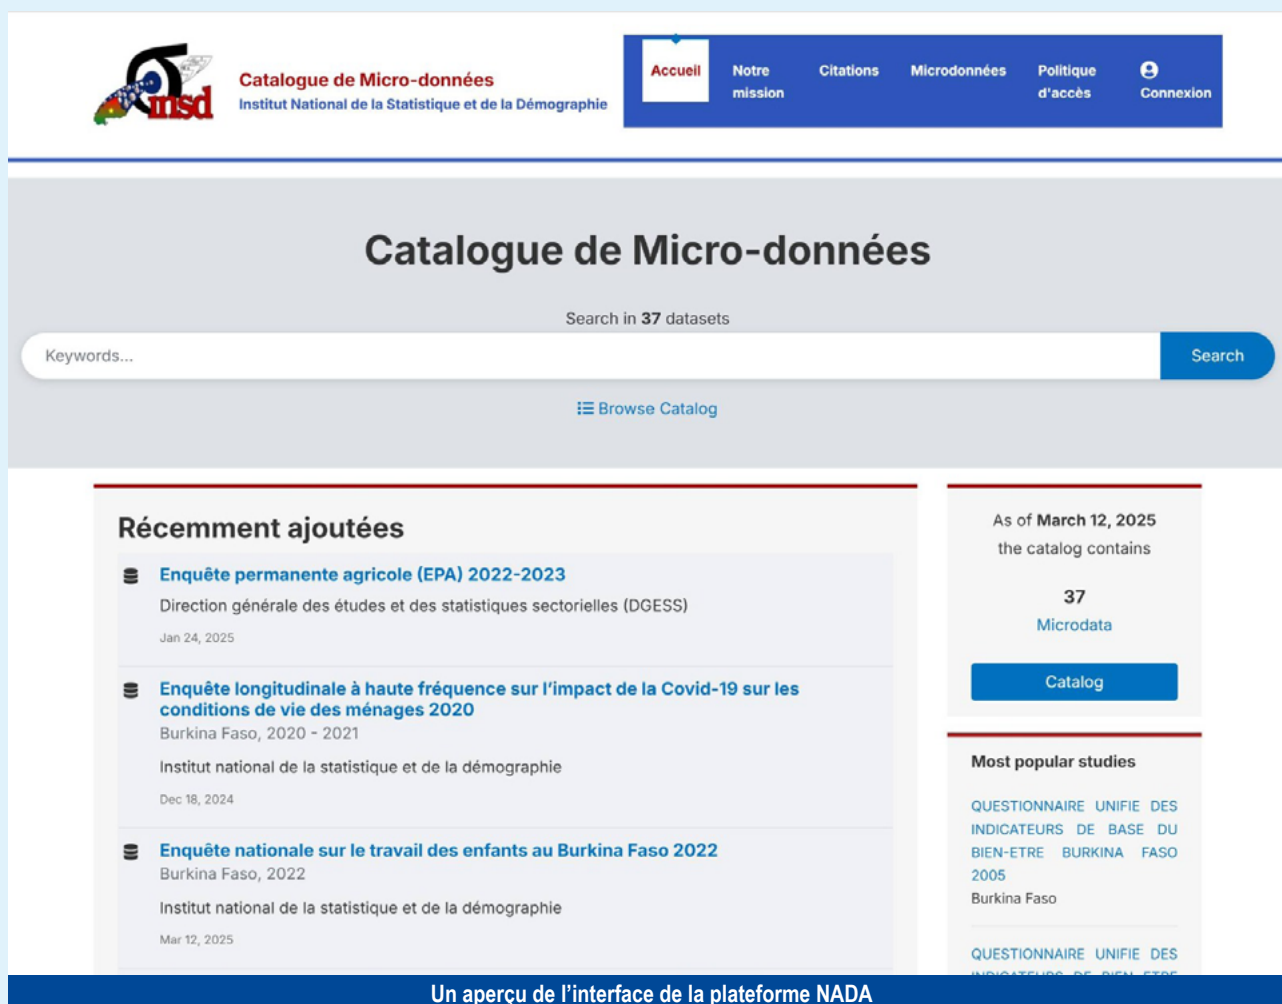 insd
Catalogue de Micro-données
Institut National de la Statistique et de la Démographie
Accueil
Notre
mission
Citations
Microdonnées
Politique
d'accès
Connexion
Catalogue de Micro-données
Search in 37 datasets
Keywords...
Search
Browse Catalog
Récemment ajoutées
Enquête permanente agricole (EPA) 2022-2023
Direction générale des études et des statistiques sectorielles (DGESS)
Jan 24, 2025
Enquête longitudinale à haute fréquence sur l'impact de la Covid-19 sur les
conditions de vie des ménages 2020
Burkina Faso, 2020 - 2021
Institut national de la statistique et de la démographie
Dec 18, 2024
Enquête nationale sur le travail des enfants au Burkina Faso 2022
Burkina Faso, 2022
Institut national de la statistique et de la démographie
Mar 12, 2025
As of March 12, 2025
the catalog contains
37
Microdata
Catalog
Most popular studies
QUESTIONNAIRE UNIFIE DES
INDICATEURS DE BASE DU
BIEN-ETRE BURKINA FASO
2005
Burkina Faso
QUESTIONNAIRE UNIFIE DES
Un aperçu de l'interface de la plateforme NADA